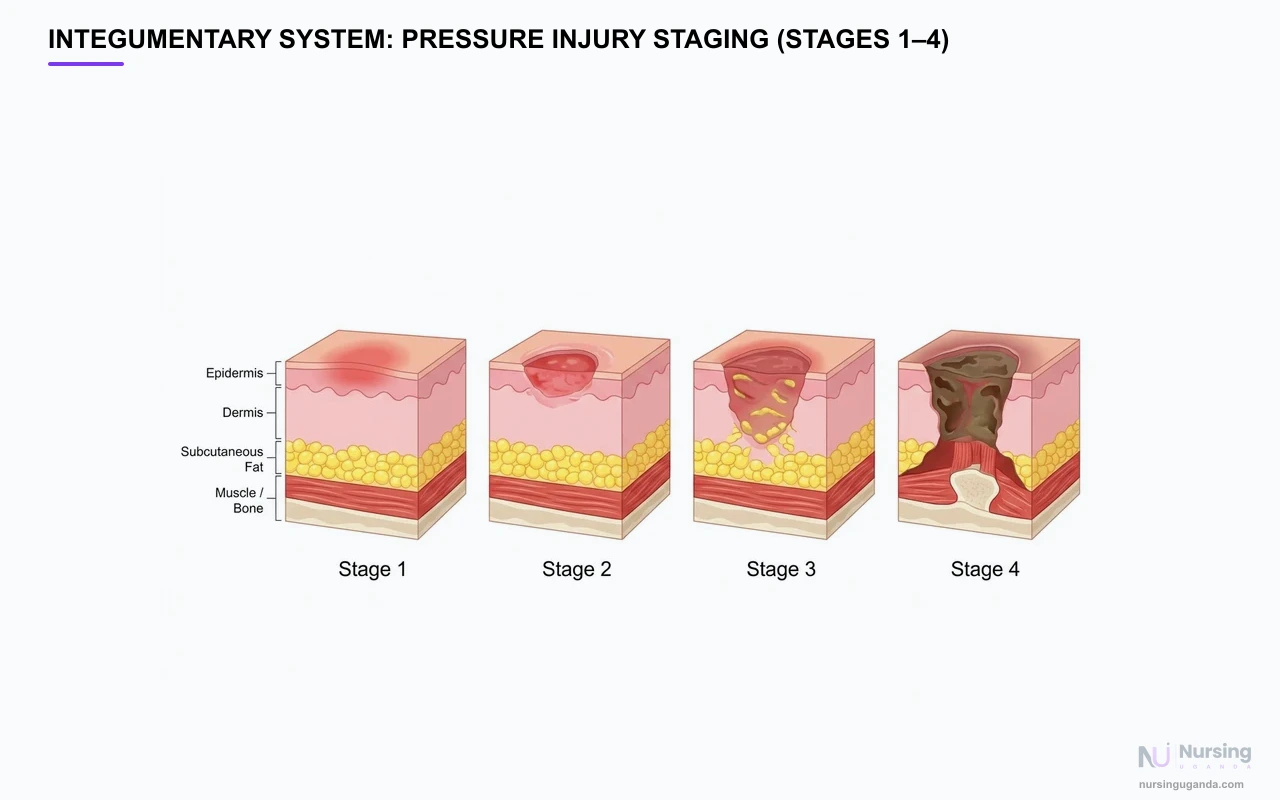 INTEGUMENTARY SYSTEM: PRESSURE INJURY STAGING (STAGES 1–4)
Epidermis
Dermis
Subcutaneous
Fat
Muscle /
Bone
Stage 1
Stage 2
Stage 3
Stage 4
NU Nursing
UGANDA
nursinguganda.com